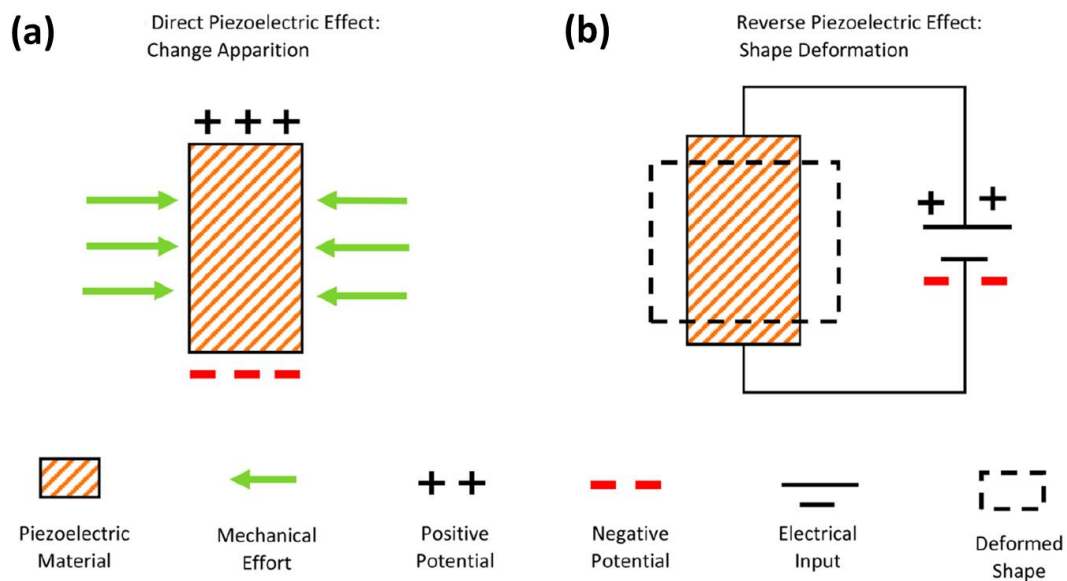 (a)
Direct Piezoelectric Effect:
Change Apparition
(b)
Reverse Piezoelectric Effect:
Shape Deformation
+ + +
- - -
+ +
- -
+ +
- -
Piezoelectric
Material
Mechanical
Effort
Positive
Potential
Negative
Potential
Electrical
Input
Deformed
Shape